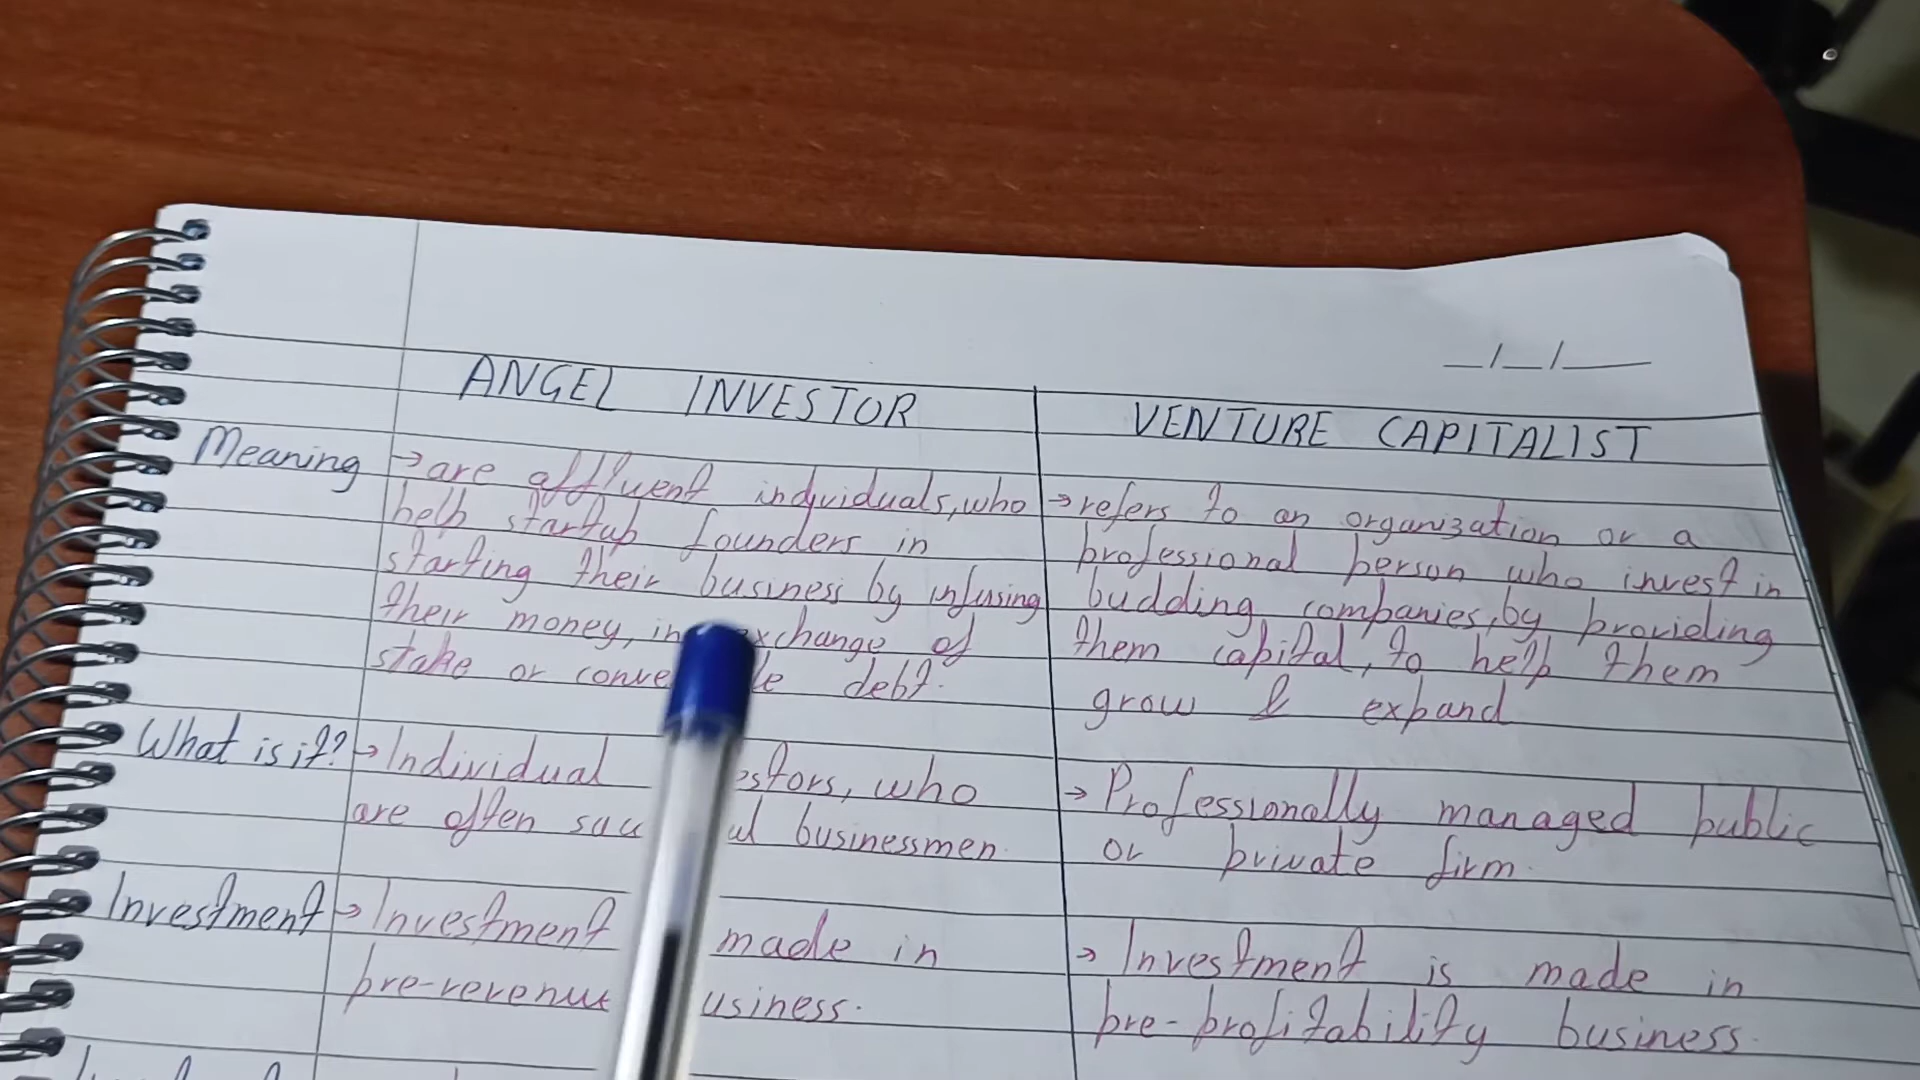 ANGEL INVESTOR
VENTURE CAPITALIST
Meaning
→ are affluent individuals, who
help startup founders in
starting their business by infusing
their money, in exchange of
stake or debt.
→ refers to an organization or a
professional person who invest in
budding companies, by providing
them capital, to help them
grow & expand
What is it?
→ Individual who
are often businessmen
→ Professionally managed public
or private firm.
Investment
→ Investment made in
pre-revenue business.
→ Investment is made in
pre-profitability business.